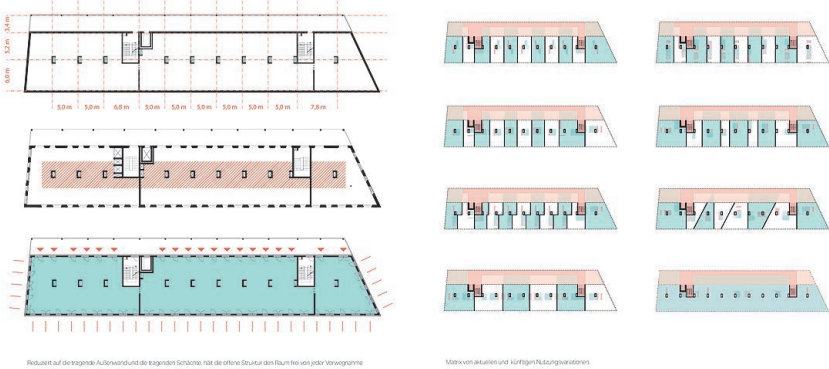 3,4 m
5,2 m
6,0 m
5,0 m 5,0 m 6,8 m 5,0 m 5,0 m 5,0 m 5,0 m 5,0 m 5,0 m 7,8 m
Reduziert auf die tragende Außenwand und die tragenden Schächte, hält die offene Struktur den Raum frei von jeder Vorwegnahme.
Matrix von aktuellen und künftigen Nutzungsvariationen.